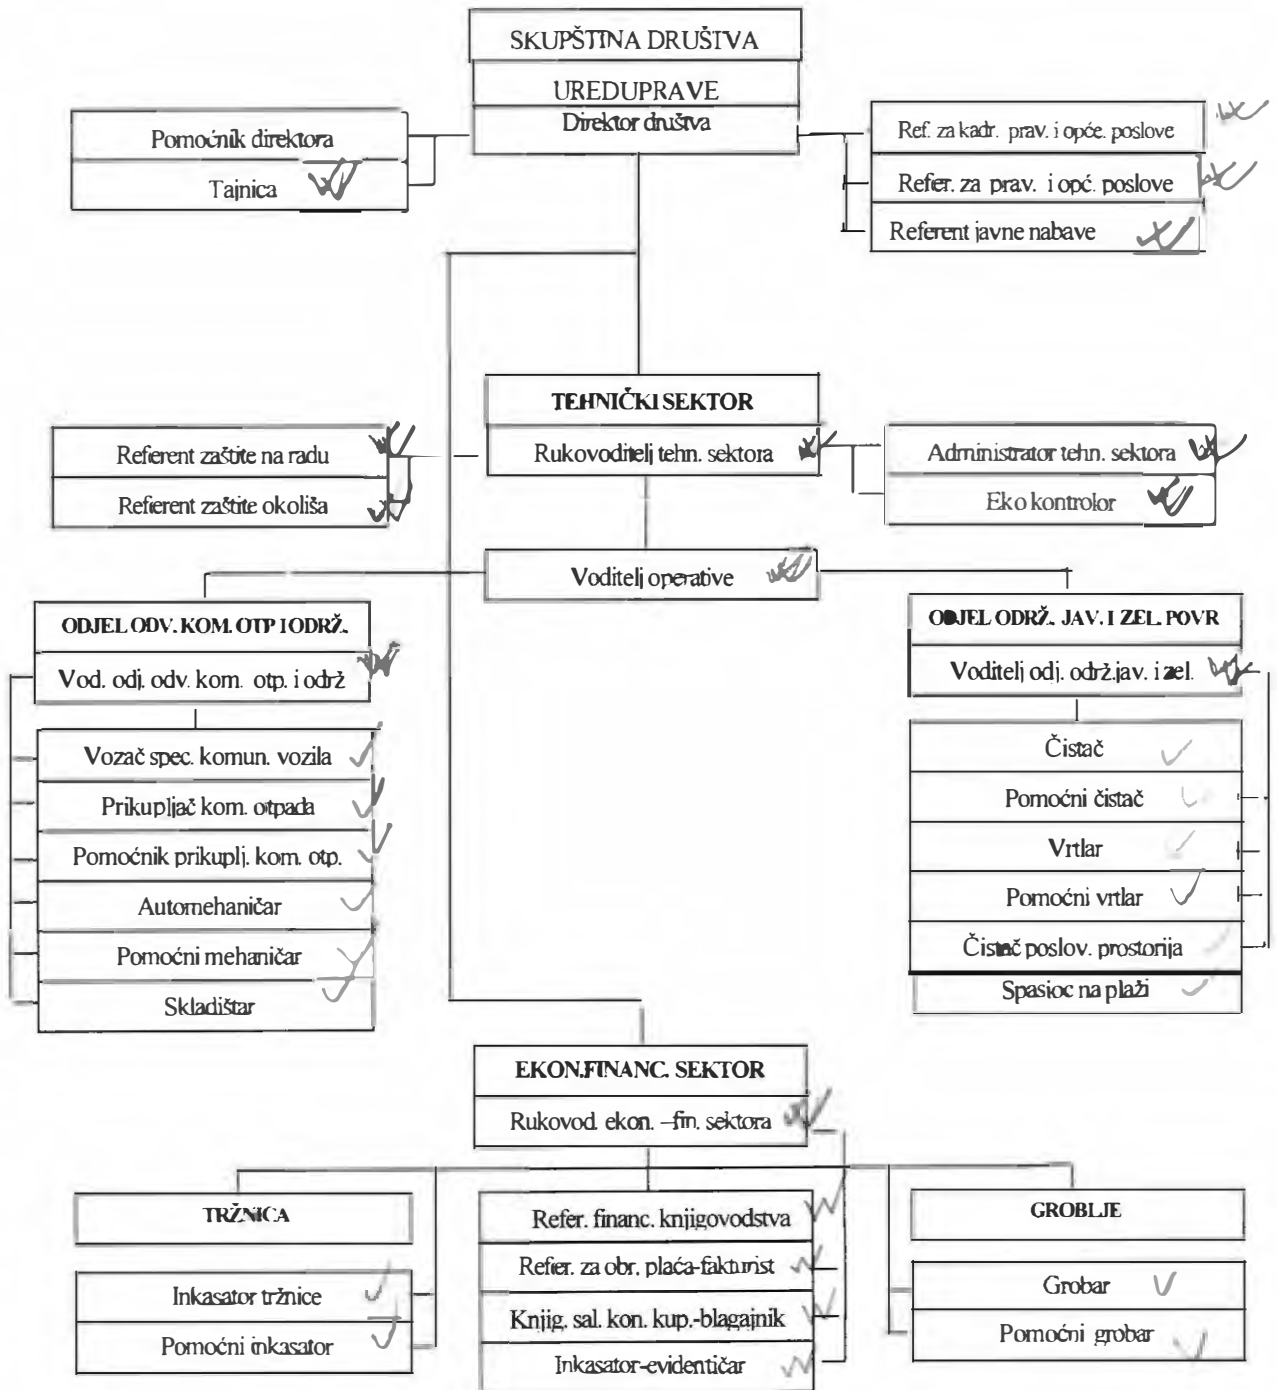 SKUPŠTINA DRUŠTVA
UREDUPRAVE
Direktor društva
Pomoćnik direktora
Tajnica
Ref. za kadr. prav. i opće. poslove
Refer. za prav. i opć. poslove
Referent javne nabave
TEHNIČKI SEKTOR
Rukovoditelj tehn. sektora
Referent zaštite na radu
Referent zaštite okoliša
Administrator tehn. sektora
Eko kontrolor
Voditelj operative
ODJEL ODV. KOM. OTP I ODRŽ.
Vod. odj. odv. kom. otp. i održ
Vozač spec. komun. vozila
Prikupljač kom. otpada
Pomoćnik prikuplj. kom. otp.
Automehaničar
Pomoćni mehaničar
Skladištar
ODJEL ODRŽ. JAV. I ZEL. POVR
Voditelj odj. održ.jav. i zel.
Čistač
Pomoćni čistač
Vrtlar
Pomoćni vrtlar
Čistač poslov. prostorija
Spasioc na plaži
EKON.FINANC. SEKTOR
Rukovod. ekon. –fin. sektora
TRŽNICA
Inkasator tržnice
Pomoćni inkasator
Refer. financ. knjigovodstva
Refer. za obr. plaća-fakturist
Knjig. sal. kon. kup.-blagajnik
Inkasator-evidentičar
GROBLJE
Grobar
Pomoćni grobar